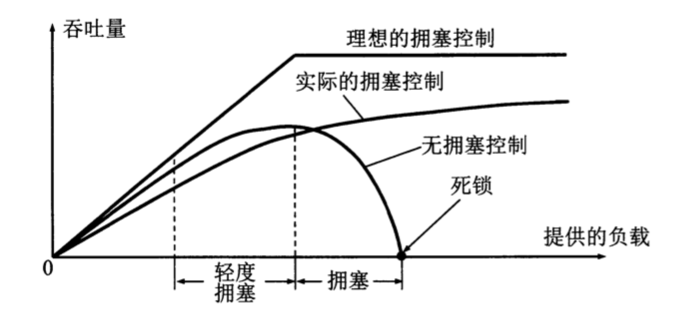 吞吐量
理想的拥塞控制
实际的拥塞控制
无拥塞控制
死锁
提供的负载
0
轻度
拥塞
拥塞